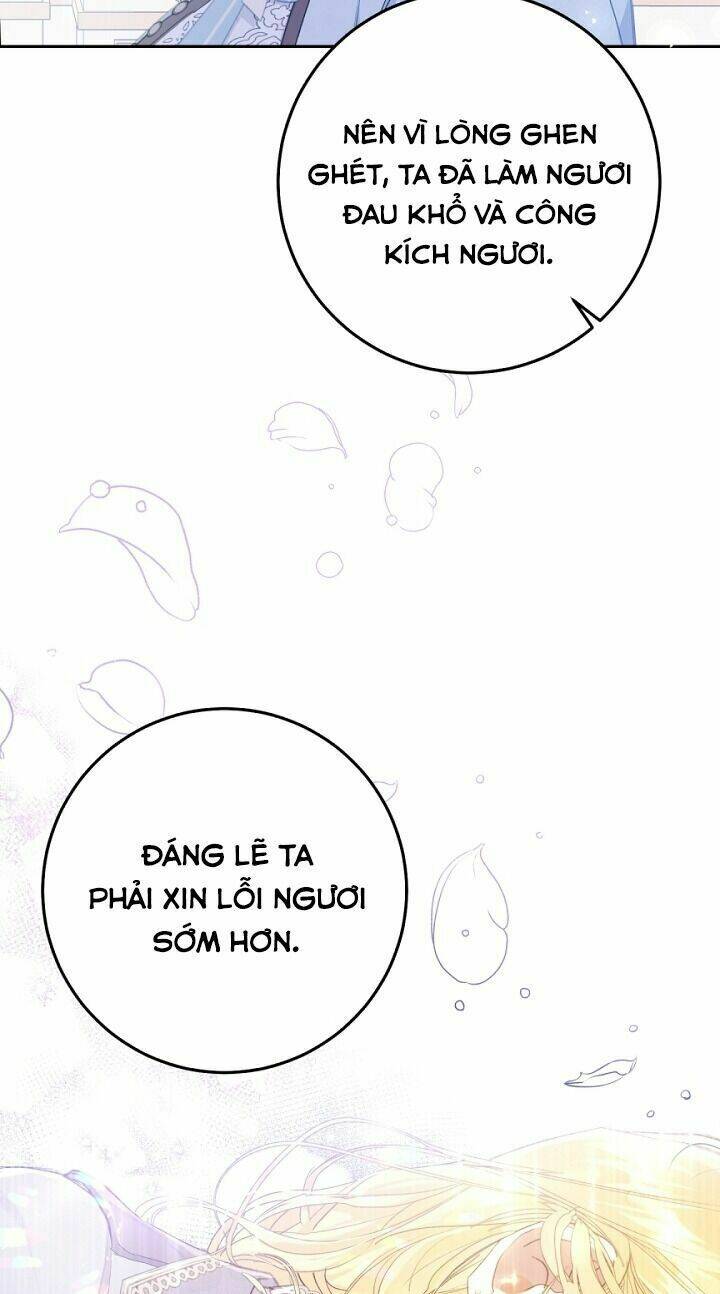 NÊN VÌ LÒNG GHEN
GHÉT, TA ĐÃ LÀM NGƯƠI
ĐAU KHỔ VÀ CÔNG
KÍCH NGƯƠI.
ĐÁNG LẼ TA
PHẢI XIN LỖI NGƯƠI
SỚM HƠN.